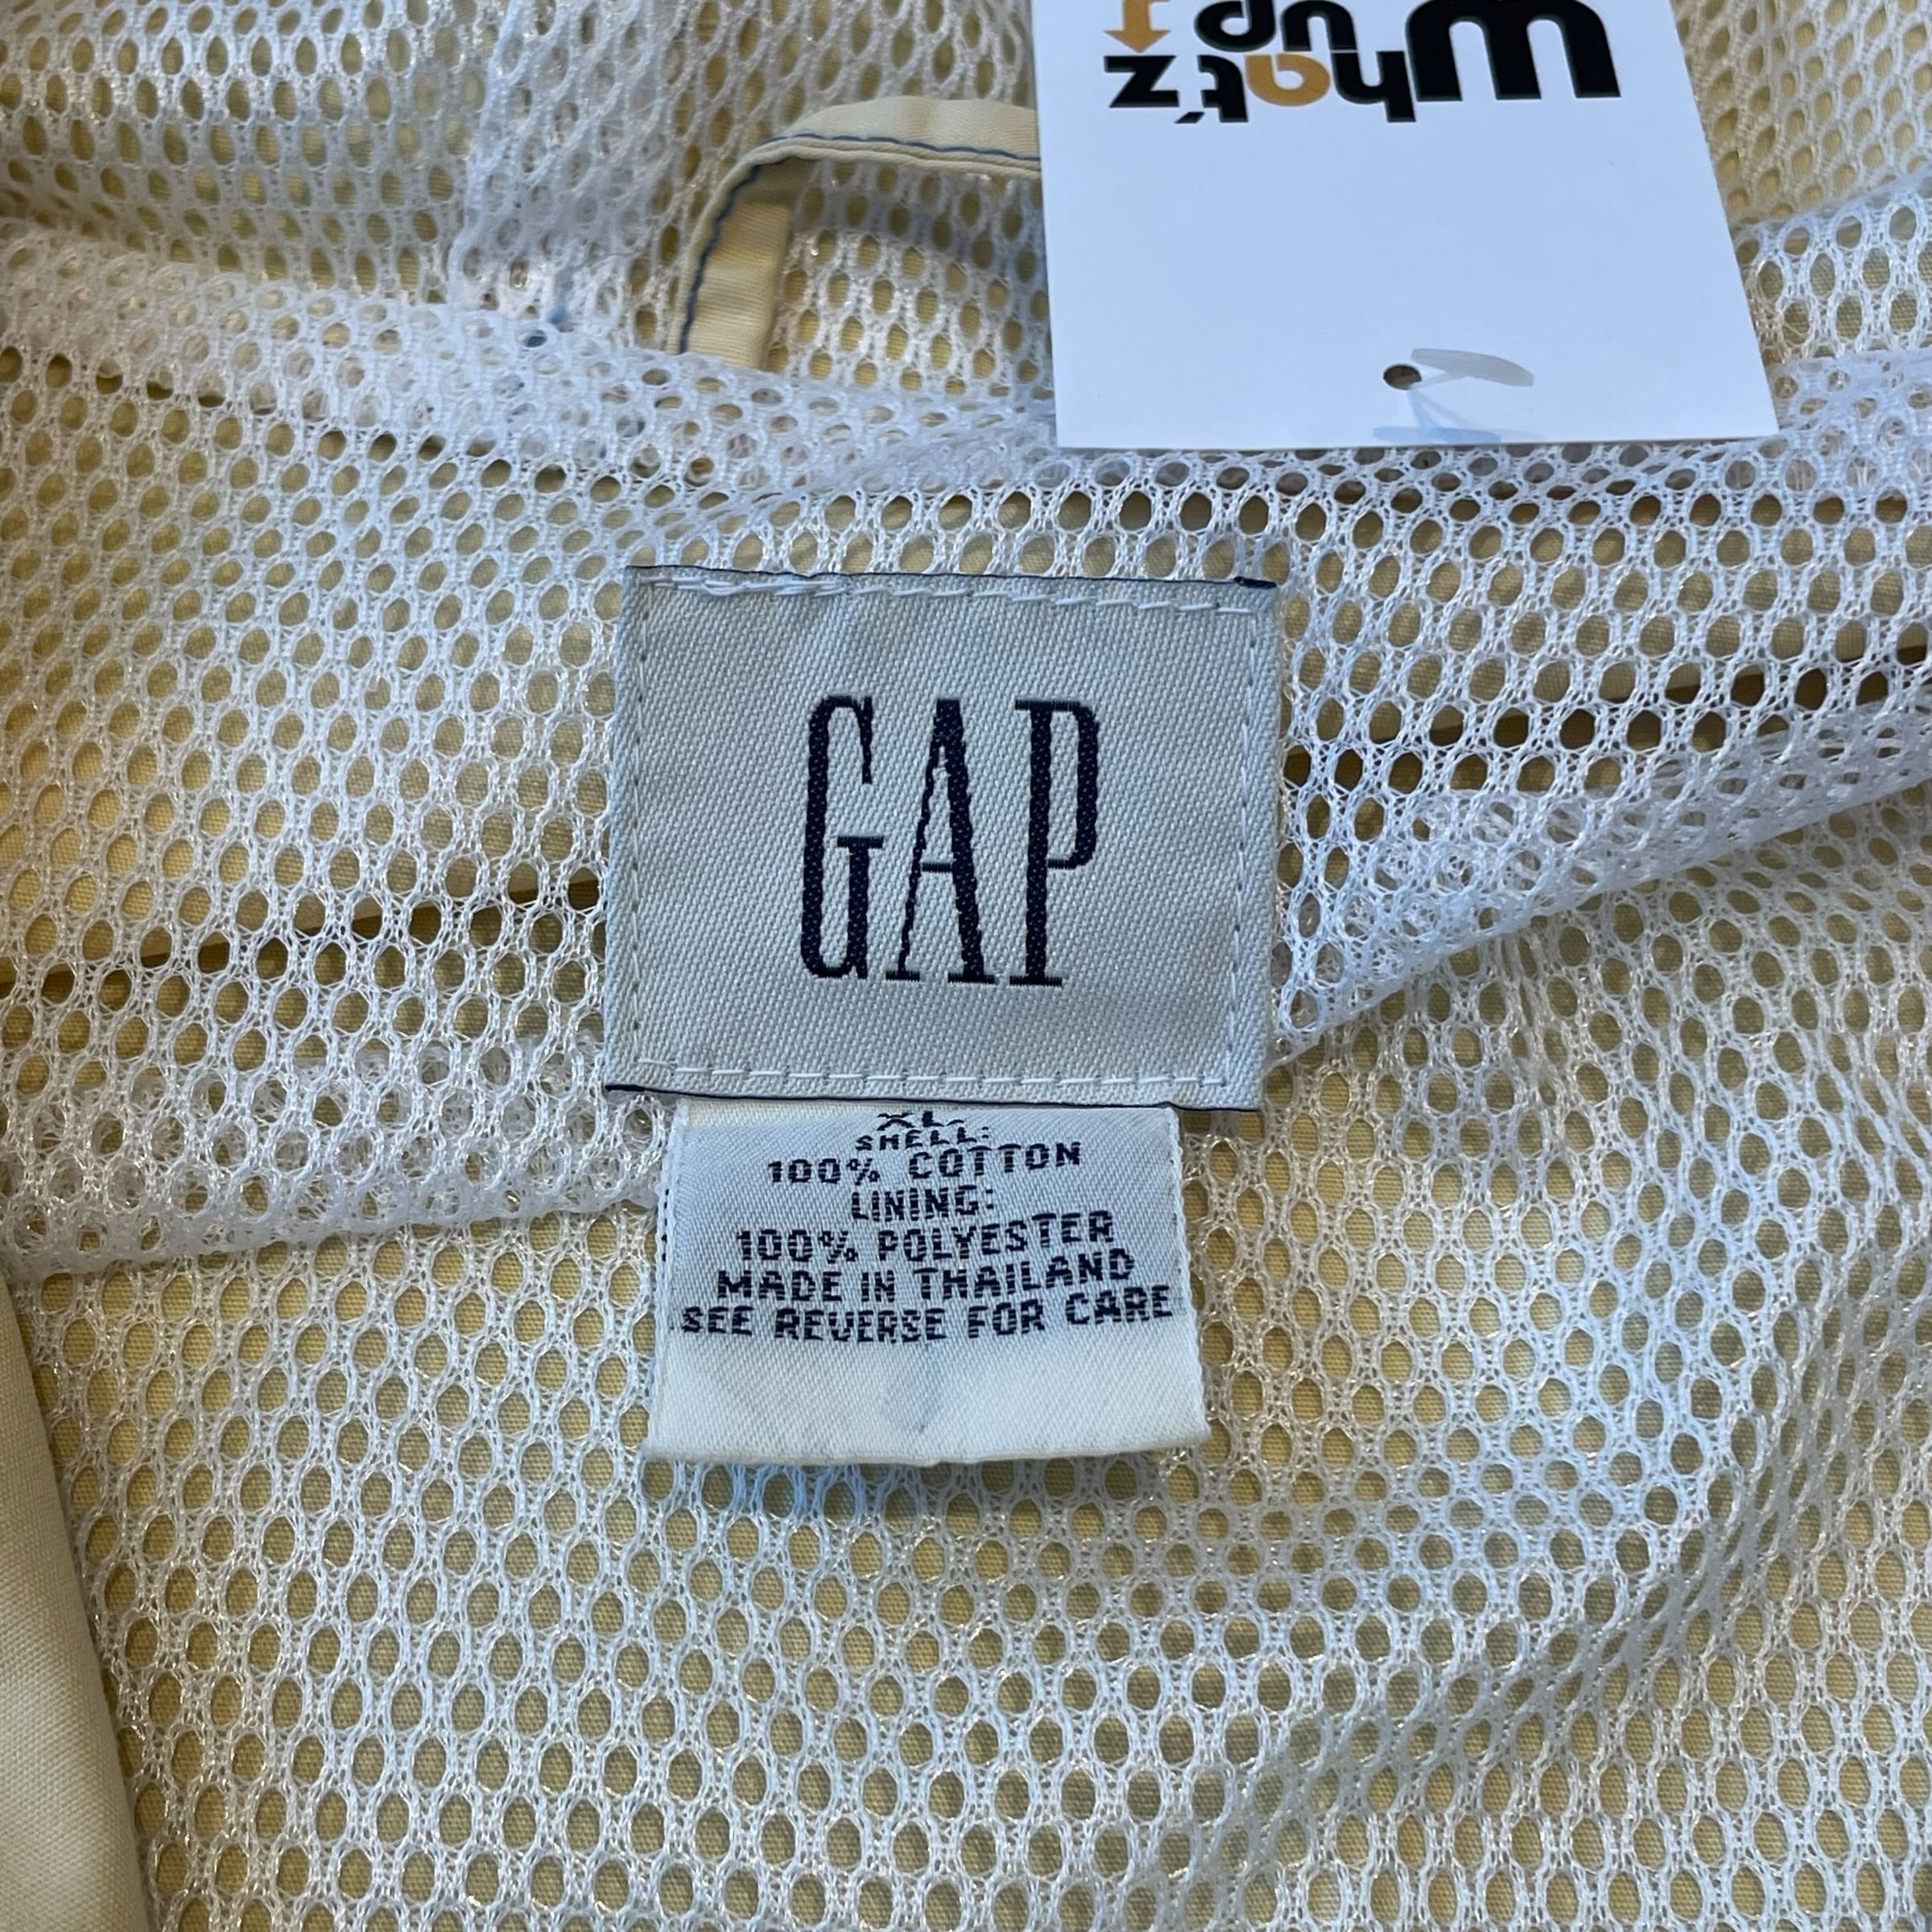 What'z
up
GAP
XL
SHELL:
100% COTTON
LINING:
100% POLYESTER
MADE IN THAILAND
SEE REVERSE FOR CARE